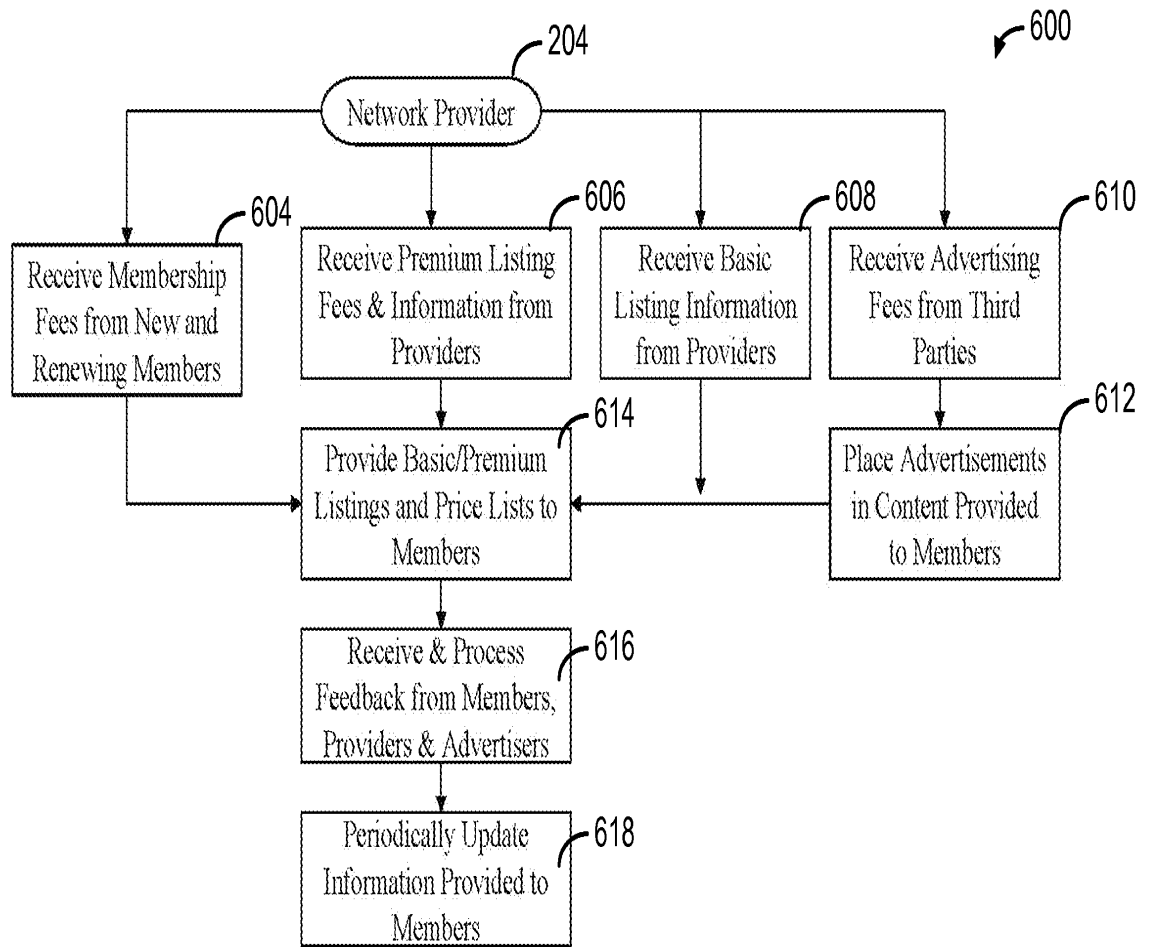 600
204
Network Provider
604
Receive Membership
Fees from New and
Renewing Members
606
Receive Premium Listing
Fees & Information from
Providers
608
Receive Basic
Listing Information
from Providers
610
Receive Advertising
Fees from Third
Parties
614
Provide Basic/Premium
Listings and Price Lists to
Members
612
Place Advertisements
in Content Provided
to Members
616
Receive & Process
Feedback from Members,
Providers & Advertisers
618
Periodically Update
Information Provided to
Members